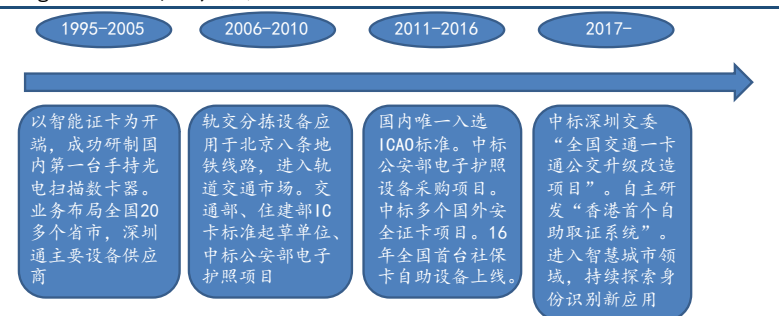 1995-2005
2006-2010
2011-2016
2017-
以智能证卡为开
端，成功研制国
内第一台手持光
电扫描数卡器。
业务布局全国20
多个省市，深圳
通主要设备供应
商
轨交分拣设备应
用于北京八条地
铁线路，进入轨
道交通市场。交
通部、住建部IC
卡标准起草单位、
中标公安部电子
护照项目
国内唯一入选
ICAO标准。中标
公安部电子护照
设备采购项目。
中标多个国外安
全证卡项目。16
年全国首台社保
卡自助设备上线。
中标深圳交委
“全国交通一卡
通公交升级改造
项目”。自主研
发“香港首个自
助取证系统”。
进入智慧城市领
域，持续探索身
份识别新应用